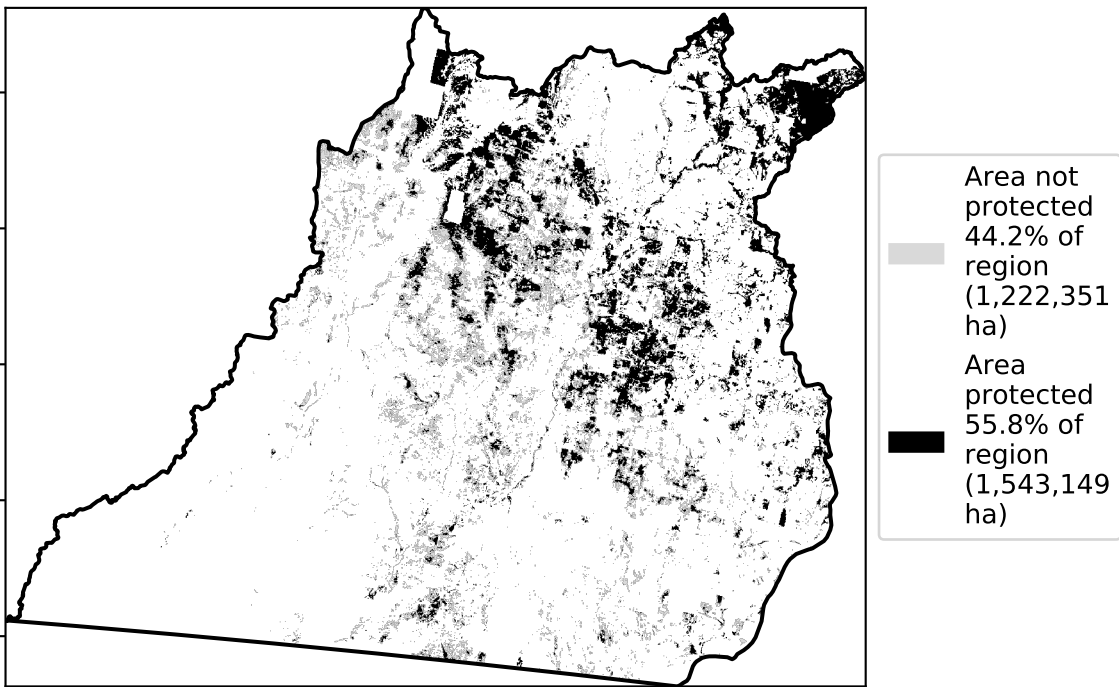 Area not
protected
44.2% of
region
(1,222,351
ha)
Area
protected
55.8% of
region
(1,543,149
ha)